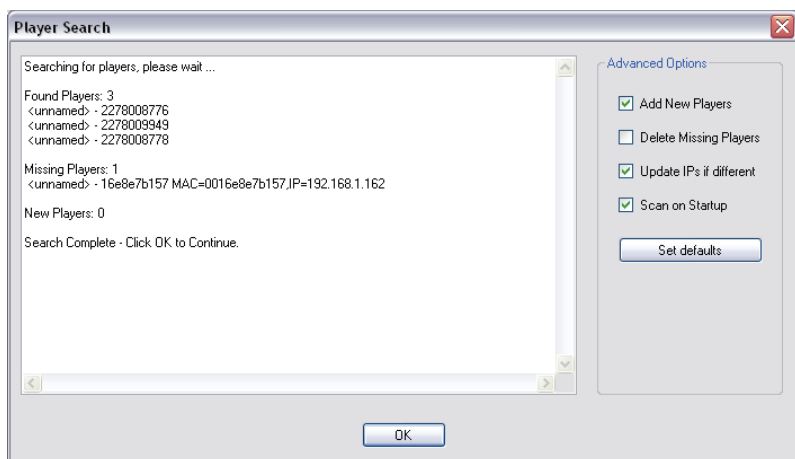 Player Search
Searching for players, please wait ...
Found Players: 3
<unnamed> - 2278008776
<unnamed> - 2278009949
<unnamed> - 2278008778
Missing Players: 1
<unnamed> - 16e8e7b157 MAC=0016e8e7b157,IP=192.168.1.162
New Players: 0
Search Complete - Click OK to Continue.
Advanced Options
Add New Players
Delete Missing Players
Update IPs if different
Scan on Startup
Set defaults
OK